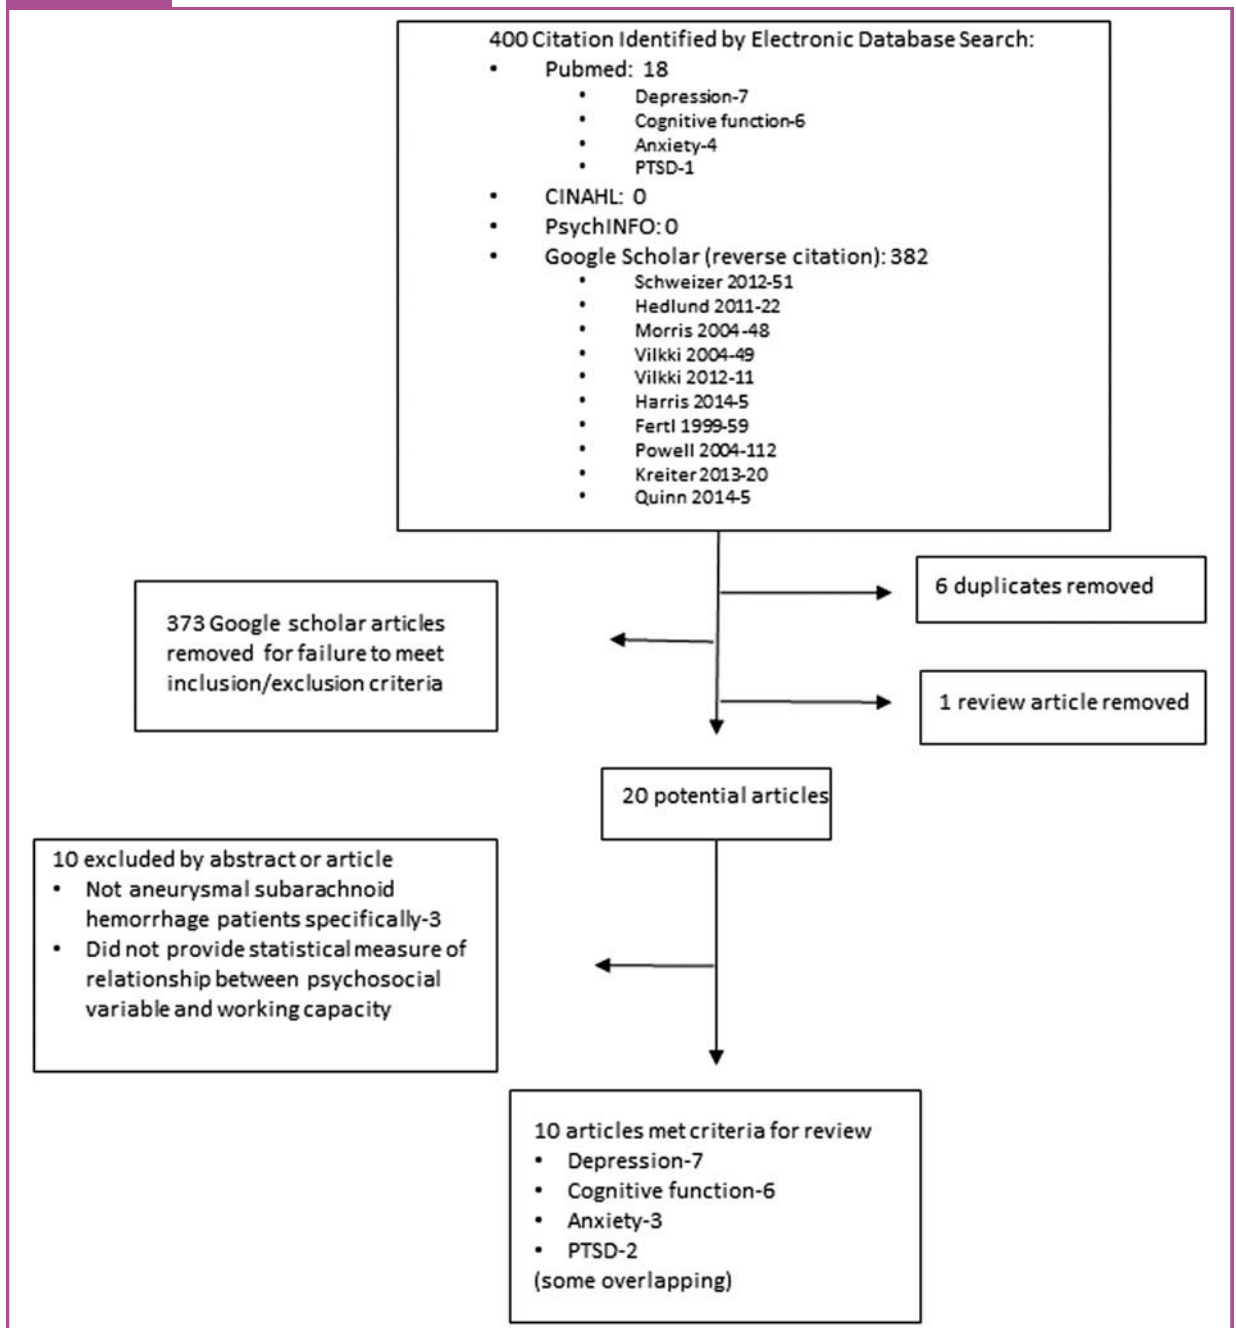 400 Citation Identified by Electronic Database Search:
• Pubmed: 18
• Depression-7
• Cognitive function-6
• Anxiety-4
• PTSD-1
• CINAHL: 0
• PsychINFO: 0
• Google Scholar (reverse citation): 382
• Schweizer 2012-51
• Hedlund 2011-22
• Morris 2004-48
• Vilkki 2004-49
• Vilkki 2012-11
• Harris 2014-5
• Fertl 1999-59
• Powell 2004-112
• Kreiter 2013-20
• Quinn 2014-5
6 duplicates removed
373 Google scholar articles
removed for failure to meet
inclusion/exclusion criteria
1 review article removed
20 potential articles
10 excluded by abstract or article
• Not aneurysmal subarachnoid
hemorrhage patients specifically-3
• Did not provide statistical measure of
relationship between psychosocial
variable and working capacity
10 articles met criteria for review
• Depression-7
• Cognitive function-6
• Anxiety-3
• PTSD-2
(some overlapping)